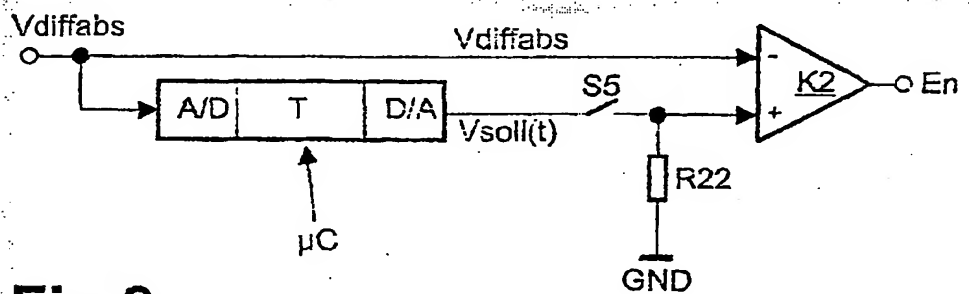 Vdiffabs
Vdiffabs
A/D T D/A
S5
Vsoll(t)
- K2 En
+
R22
µC
GND